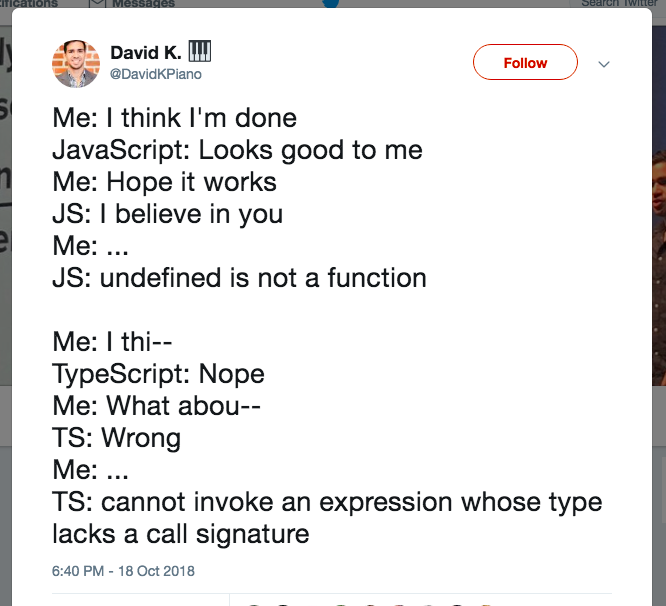 Messages
Search Twitter
David K.
@DavidKPiano
Follow
Me: I think I'm done
JavaScript: Looks good to me
Me: Hope it works
JS: I believe in you
Me: ...
JS: undefined is not a function
Me: I thi--
TypeScript: Nope
Me: What abou--
TS: Wrong
Me: ...
TS: cannot invoke an expression whose type
lacks a call signature
6:40 PM - 18 Oct 2018